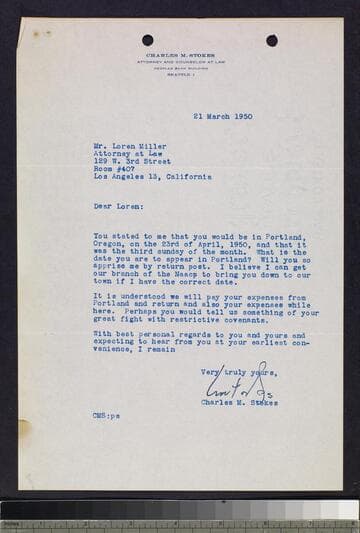 CHARLES M. STOKES
ATTORNEY AND COUNSELOR AT LAW
PEOPLES BANK BUILDING
SEATTLE 1
21 March 1950
Mr. Loren Miller
Attorney at Law
129 W. 3rd Street
Room #407
Los Angeles 13, California
Dear Loren:
You stated to me that you would be in Portland,
Oregon, on the 23rd of April, 1950, and that it
was the third sunday of the month. What is the
date you are to appear in Portland? Will you so
apprise me by return post. I believe I can get
our branch of the Naacp to bring you down to our
town if I have the correct date.
It is understood we will pay your expenses from
Portland and return and also your expenses while
here. Perhaps you would tell us something of your
great fight with restrictive covenants.
With best personal regards to you and yours and
expecting to hear from you at your earliest con-
venience, I remain
Very truly yours,
Charles M. Stokes
CMS:ps